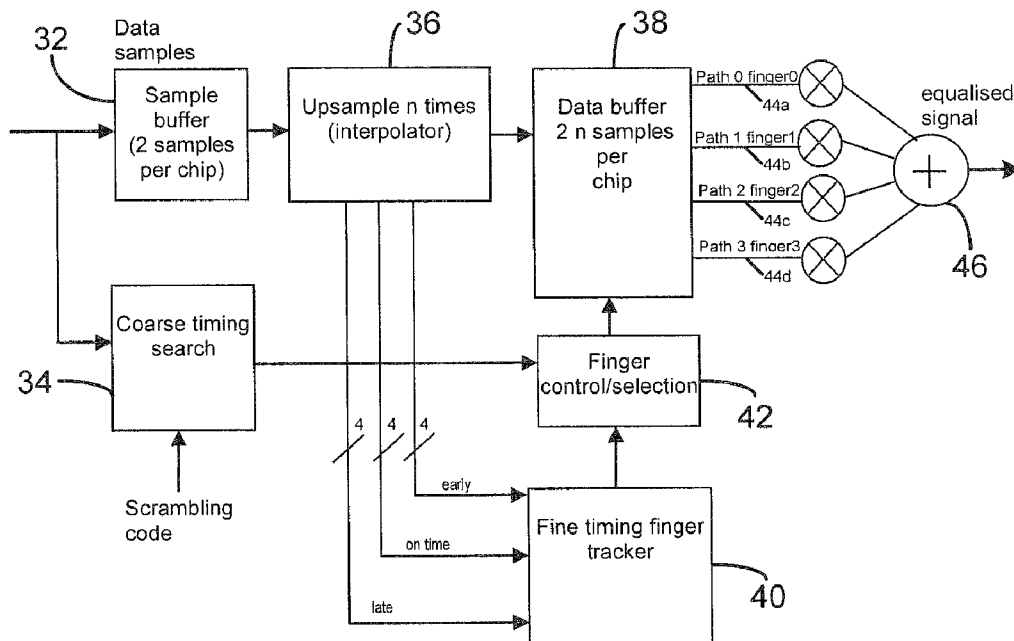 32
Data
samples
36
38
Sample
buffer
(2 samples
per chip)
Upsample n times
(interpolator)
Data buffer
2 n samples
per
chip
Path 0 finger0
44a
Path 1 finger1
44b
Path 2 finger2
44c
Path 3 finger3
44d
equalised
signal
+
46
Coarse timing
search
34
Finger
control/selection
42
4
4
4
Scrambling
code
early
on time
late
Fine timing finger
tracker
40